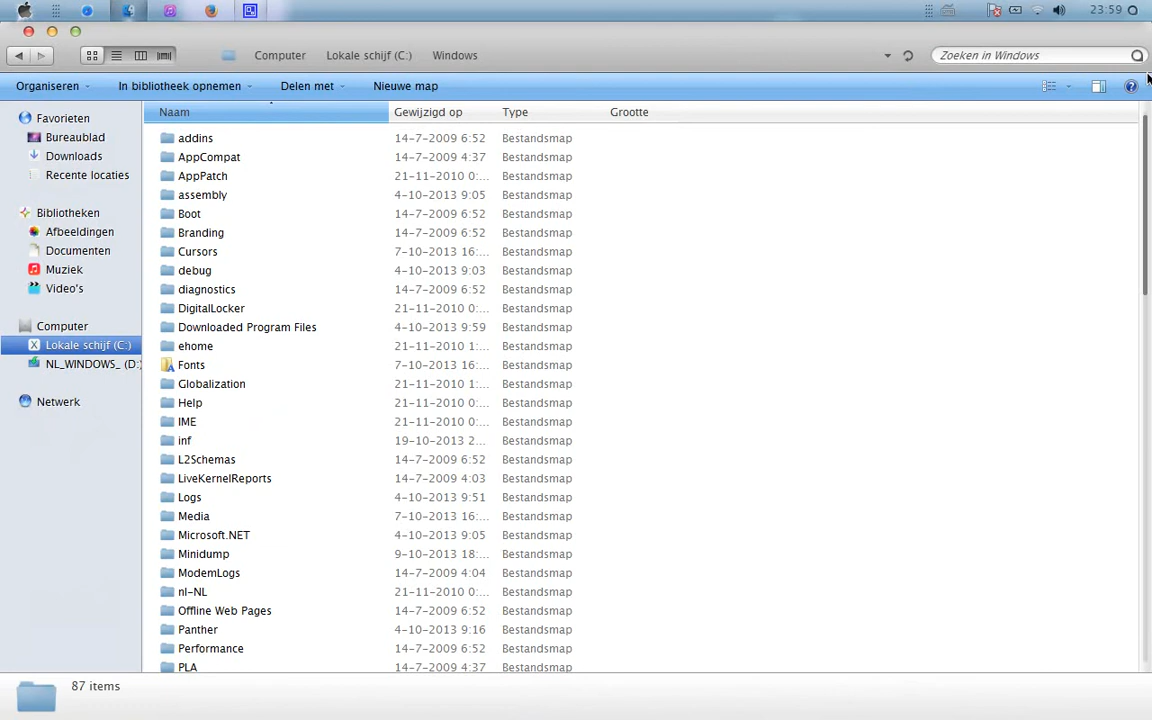 23:59
Computer Lokale schijf (C:) Windows Zoeken in Windows
Organiseren In bibliotheek opnemen Delen met Nieuwe map
Naam Gewijzigd op Type Grootte
Favorieten
Bureaublad
Downloads
Recente locaties
Bibliotheken
Afbeeldingen
Documenten
Muziek
Video's
Computer
Lokale schijf (C:)
NL_WINDOWS_ (D:)
Netwerk
addins 14-7-2009 6:52 Bestandsmap
AppCompat 14-7-2009 4:37 Bestandsmap
AppPatch 21-11-2010 0:... Bestandsmap
assembly 4-10-2013 9:05 Bestandsmap
Boot 14-7-2009 6:52 Bestandsmap
Branding 14-7-2009 6:52 Bestandsmap
Cursors 7-10-2013 16:... Bestandsmap
debug 4-10-2013 9:03 Bestandsmap
diagnostics 14-7-2009 6:52 Bestandsmap
DigitalLocker 21-11-2010 0:... Bestandsmap
Downloaded Program Files 4-10-2013 9:59 Bestandsmap
ehome 21-11-2010 1:... Bestandsmap
Fonts 7-10-2013 16:... Bestandsmap
Globalization 21-11-2010 1:... Bestandsmap
Help 21-11-2010 0:... Bestandsmap
IME 21-11-2010 0:... Bestandsmap
inf 19-10-2013 2... Bestandsmap
L2Schemas 14-7-2009 6:52 Bestandsmap
LiveKernelReports 14-7-2009 4:03 Bestandsmap
Logs 4-10-2013 9:51 Bestandsmap
Media 7-10-2013 16:... Bestandsmap
Microsoft.NET 4-10-2013 9:05 Bestandsmap
Minidump 9-10-2013 18:... Bestandsmap
ModemLogs 14-7-2009 4:04 Bestandsmap
nl-NL 21-11-2010 0:... Bestandsmap
Offline Web Pages 14-7-2009 6:52 Bestandsmap
Panther 4-10-2013 9:16 Bestandsmap
Performance 14-7-2009 6:52 Bestandsmap
PLA 14-7-2009 4:37 Bestandsmap
87 items